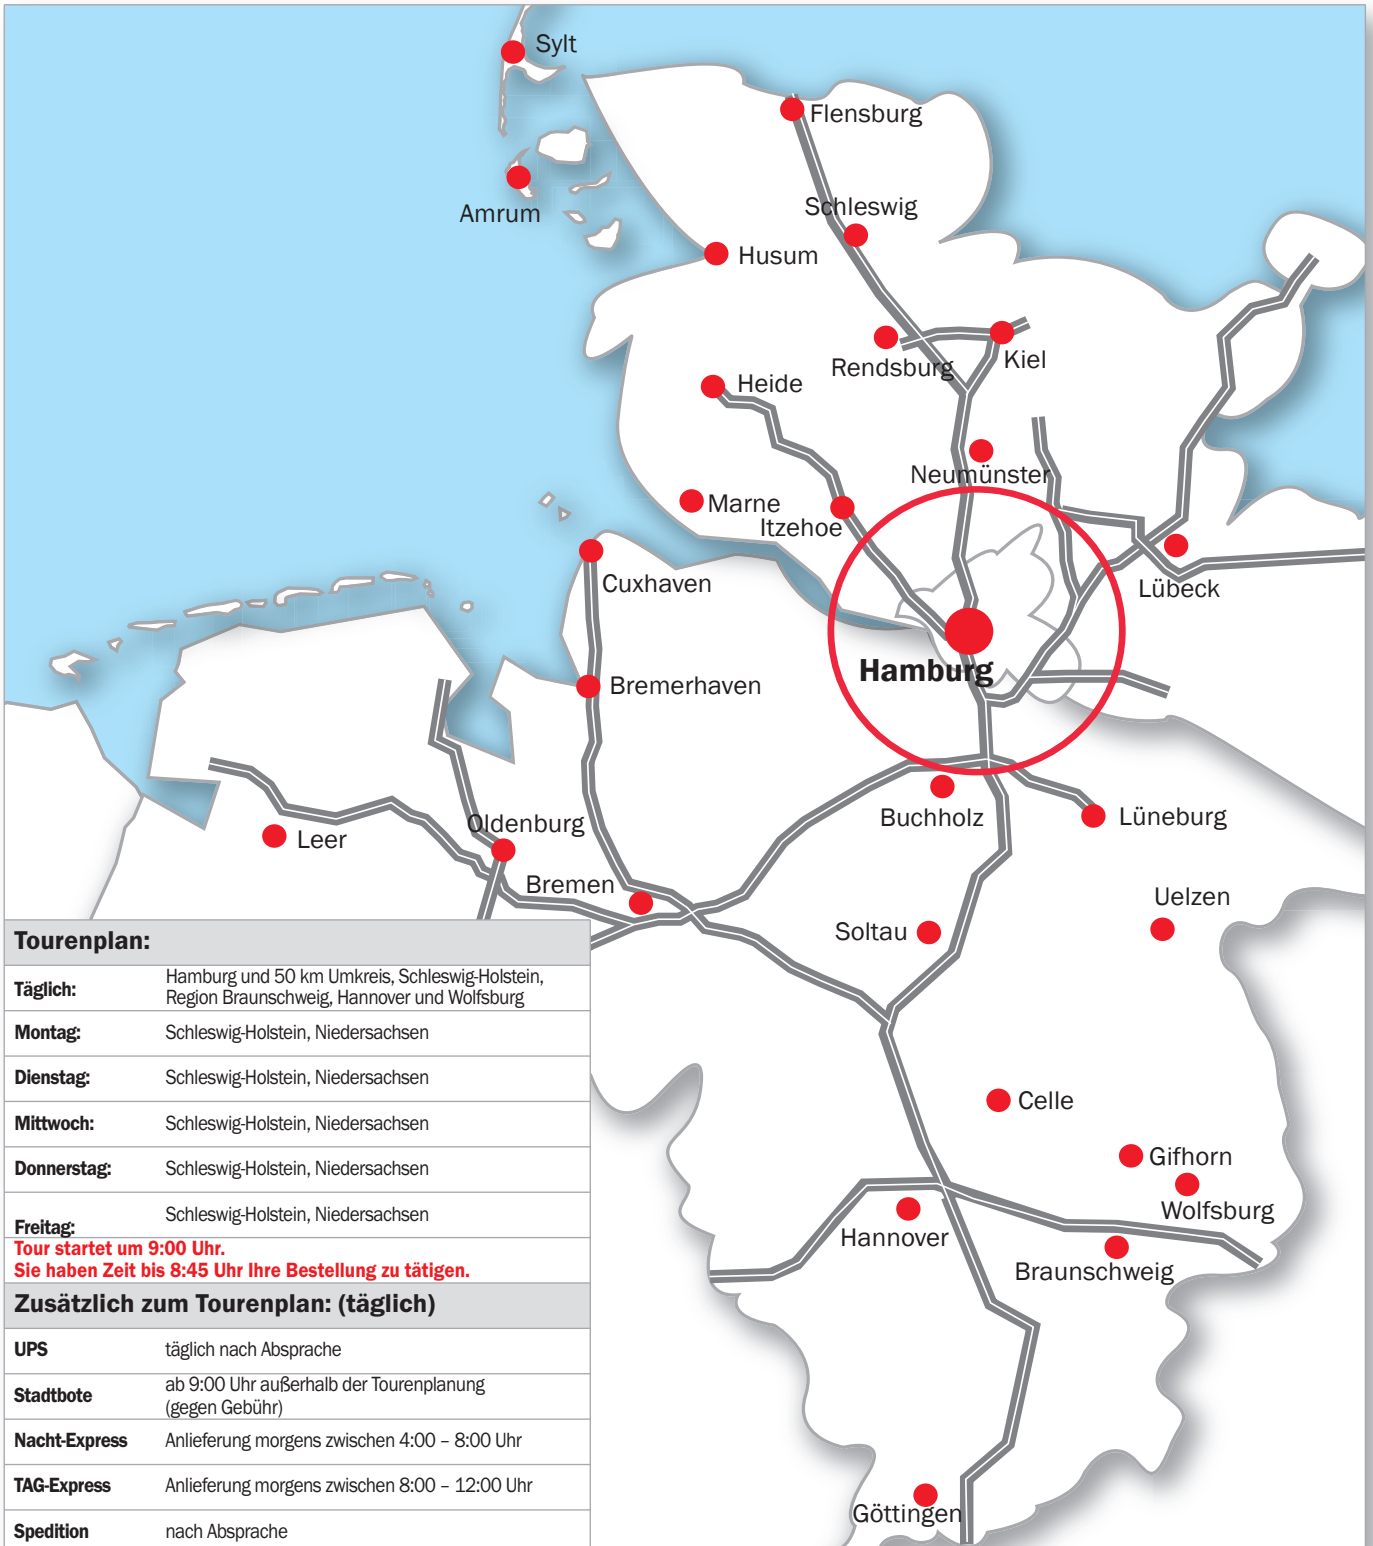 Sylt
Flensburg
Amrum
Schleswig
Husum
Rendsburg
Kiel
Heide
Neumünster
Marne
Itzehoe
Cuxhaven
Lübeck
Hamburg
Bremerhaven
Buchholz
Lüneburg
Oldenburg
Leer
Bremen
Uelzen
Soltau
Celle
Gifhorn
Wolfsburg
Hannover
Braunschweig
Göttingen
Tourenplan:
Täglich: Hamburg und 50 km Umkreis, Schleswig-Holstein,
Region Braunschweig, Hannover und Wolfsburg
Montag: Schleswig-Holstein, Niedersachsen
Dienstag: Schleswig-Holstein, Niedersachsen
Mittwoch: Schleswig-Holstein, Niedersachsen
Donnerstag: Schleswig-Holstein, Niedersachsen
Freitag: Schleswig-Holstein, Niedersachsen
Tour startet um 9:00 Uhr.
Sie haben Zeit bis 8:45 Uhr Ihre Bestellung zu tätigen.
Zusätzlich zum Tourenplan: (täglich)
UPS täglich nach Absprache
Stadtbote ab 9:00 Uhr außerhalb der Tourenplanung
(gegen Gebühr)
Nacht-Express Anlieferung morgens zwischen 4:00 – 8:00 Uhr
TAG-Express Anlieferung morgens zwischen 8:00 – 12:00 Uhr
Spedition nach Absprache